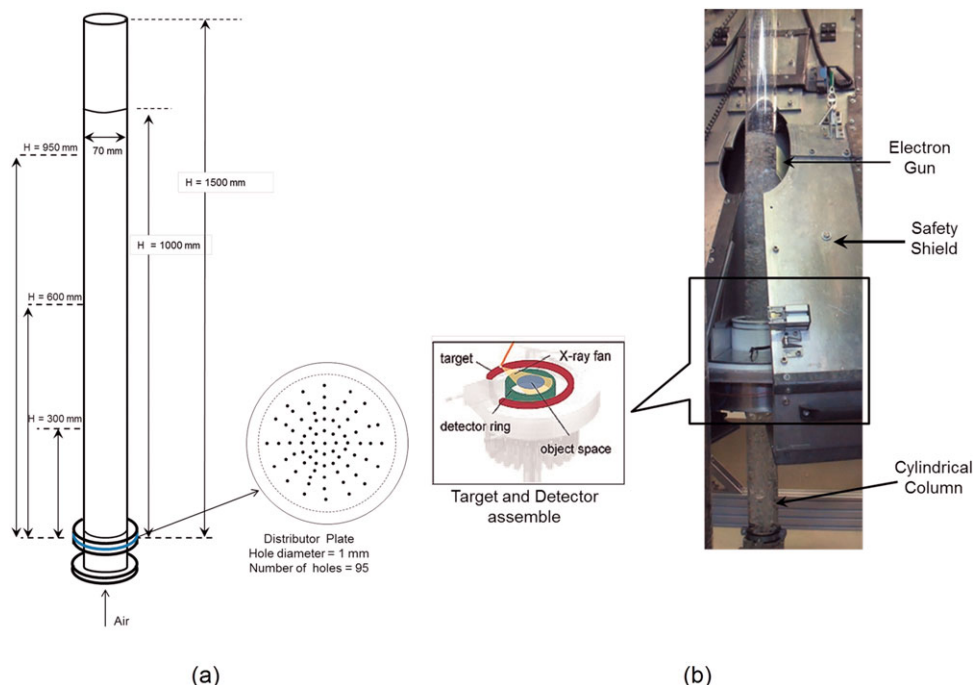 H = 950 mm
70 mm
H = 1500 mm
H = 1000 mm
H = 600 mm
H = 300 mm
Distributor Plate
Hole diameter = 1 mm
Number of holes = 95
Air
(a)
target
X-ray fan
detector ring
object space
Target and Detector
assemble
Electron
Gun
Safety
Shield
Cylindrical
Column
(b)